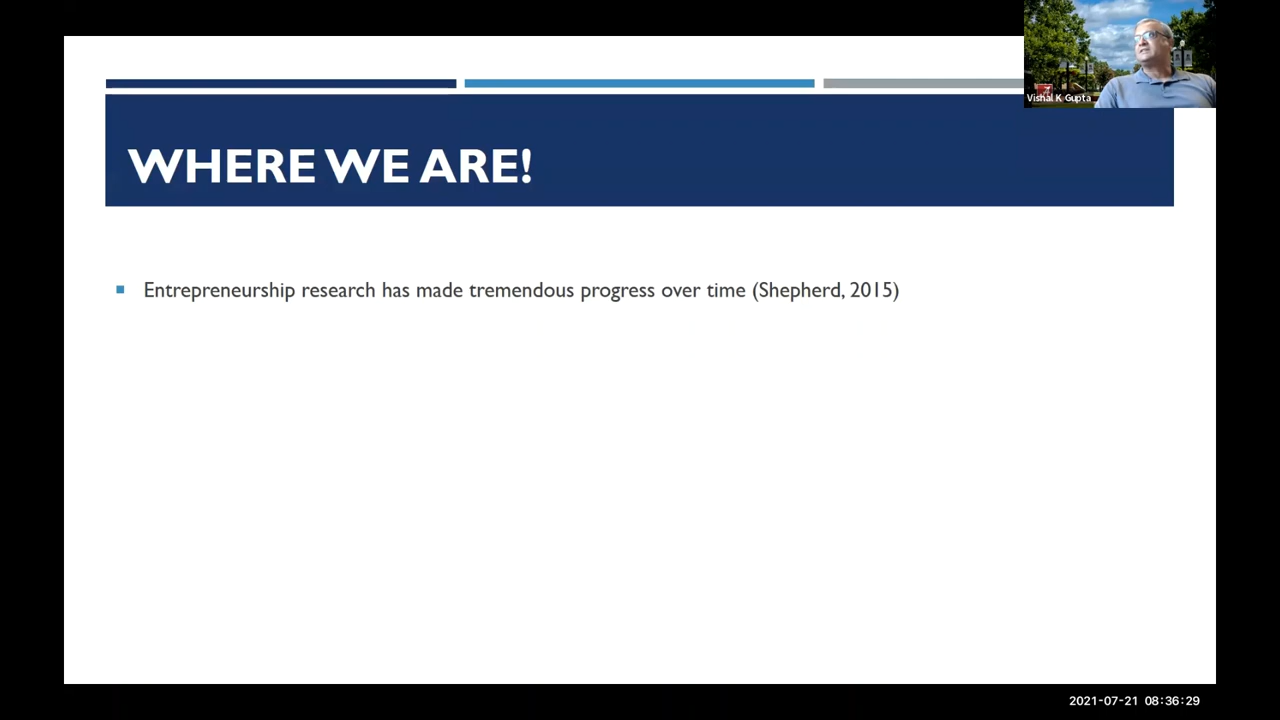 Vishal K Gupta
WHERE WE ARE!
Entrepreneurship research has made tremendous progress over time (Shepherd, 2015)
2021-07-21 08:36:29